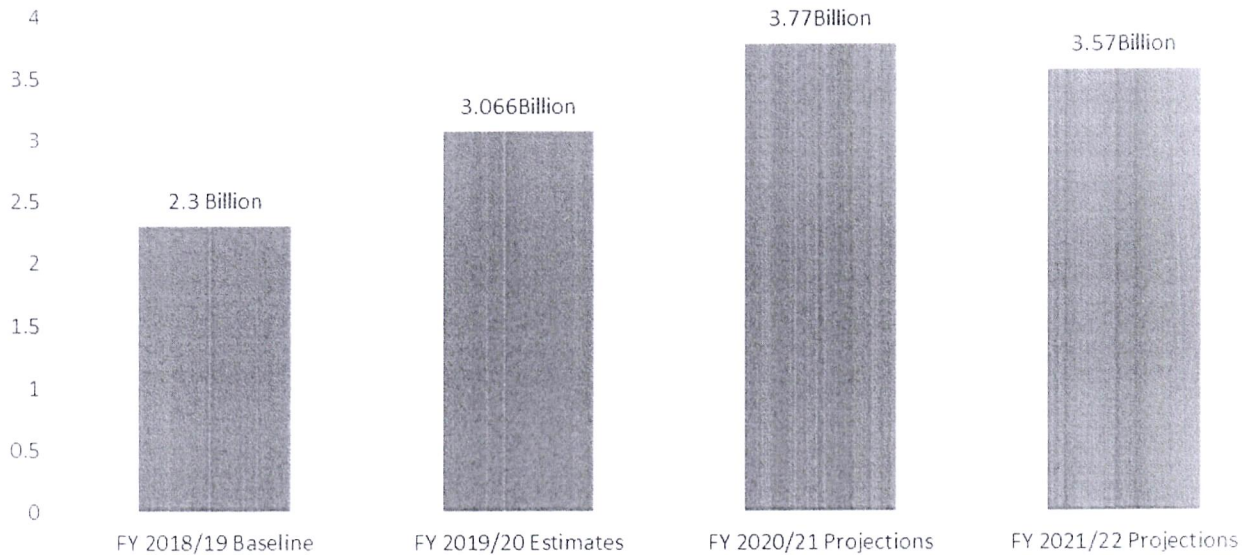 4
3.77Billion
3.57Billion
3.5
3.066Billion
3
2.5
2.3 Billion
2
1.5
1
0.5
0
FY 2018/19 Baseline
FY 2019/20 Estimates
FY 2020/21 Projections
FY 2021/22 Projections